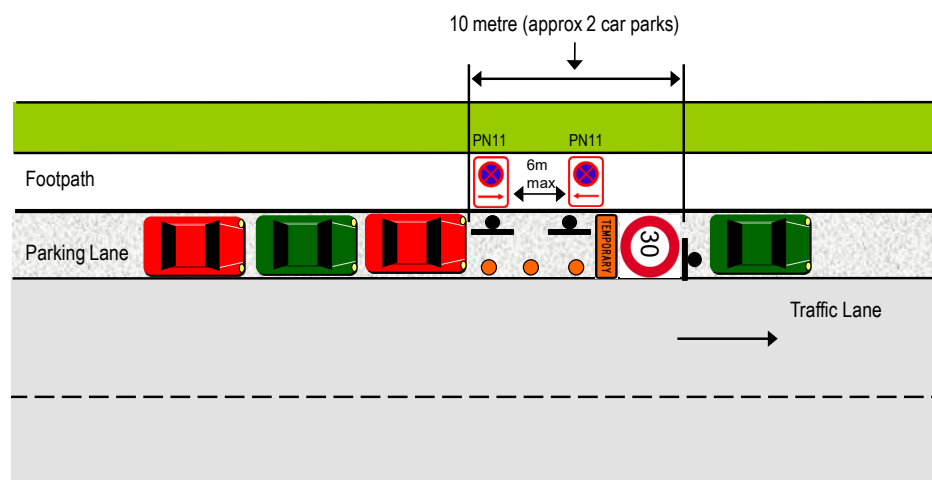 10 metre (approx 2 car parks)
PN11
PN11
6m
max
Footpath
Parking Lane
TEMPORARY
30
Traffic Lane